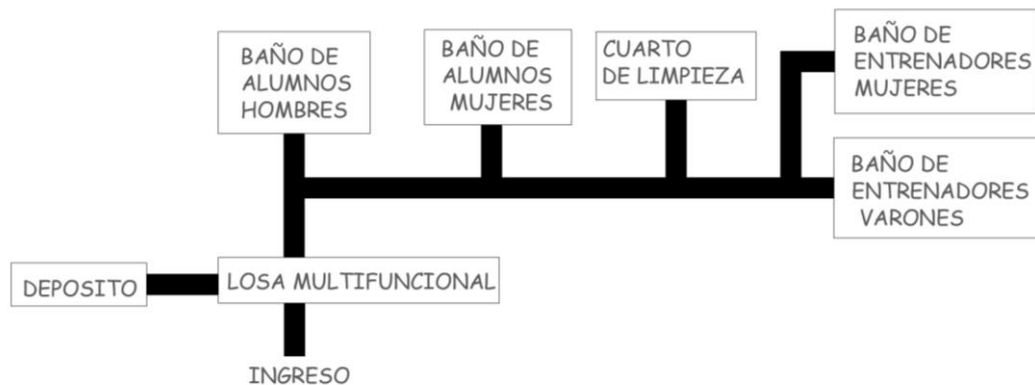 BAÑO DE
ALUMNOS
HOMBRES
BAÑO DE
ALUMNOS
MUJERES
CUARTO
DE LIMPIEZA
BAÑO DE
ENTRENADORES
MUJERES
BAÑO DE
ENTRENADORES
VARONES
DEPOSITO
LOSA MULTIFUNCIONAL
INGRESO